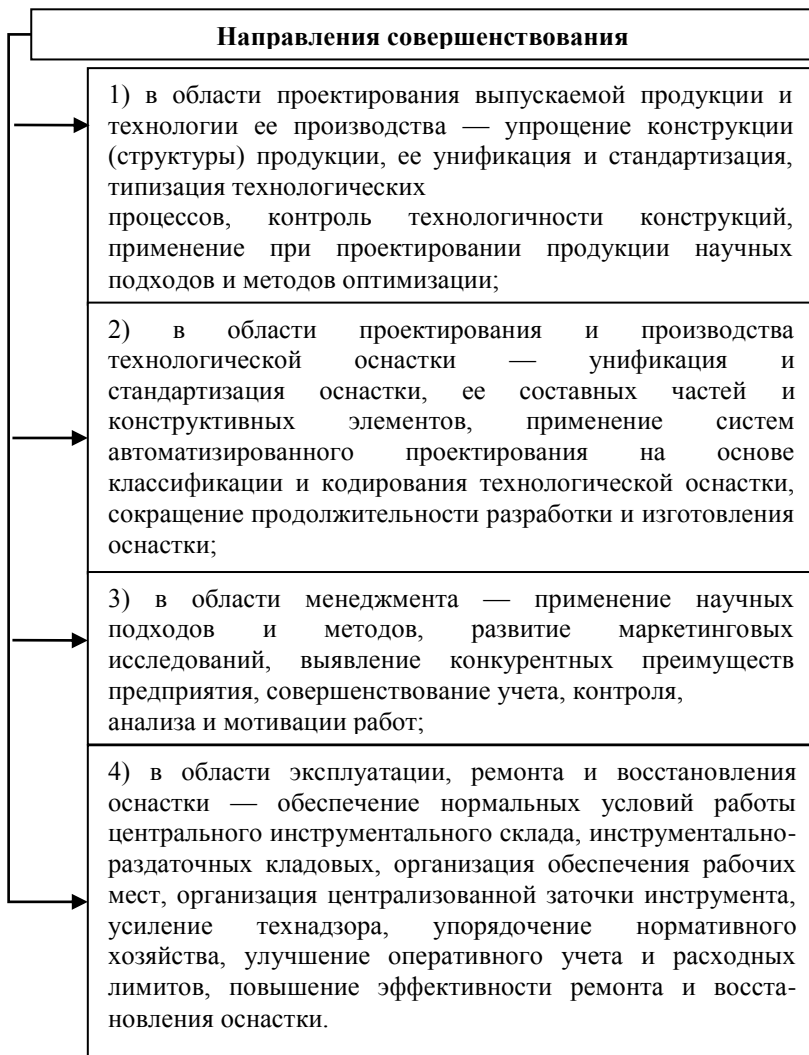 Направления совершенствования
1) в области проектирования выпускаемой продукции и
технологии ее производства — упрощение конструкции
(структуры) продукции, ее унификация и стандартизация,
типизация технологических
процессов, контроль технологичности конструкций,
применение при проектировании продукции научных
подходов и методов оптимизации;
2) в области проектирования и производства
технологической оснастки — унификация и
стандартизация оснастки, ее составных частей и
конструктивных элементов, применение систем
автоматизированного проектирования на основе
классификации и кодирования технологической оснастки,
сокращение продолжительности разработки и изготовления
оснастки;
3) в области менеджмента — применение научных
подходов и методов, развитие маркетинговых
исследований, выявление конкурентных преимуществ
предприятия, совершенствование учета, контроля,
анализа и мотивации работ;
4) в области эксплуатации, ремонта и восстановления
оснастки — обеспечение нормальных условий работы
центрального инструментального склада, инструментально-
раздаточных кладовых, организация обеспечения рабочих
мест, организация централизованной заточки инструмента,
усиление технадзора, упорядочение нормативного
хозяйства, улучшение оперативного учета и расходных
лимитов, повышение эффективности ремонта и восста-
новления оснастки.